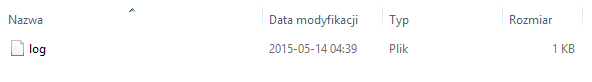 Nazwa Data modyfikacji Typ Rozmiar
log 2015-05-14 04:39 Plik 1 KB